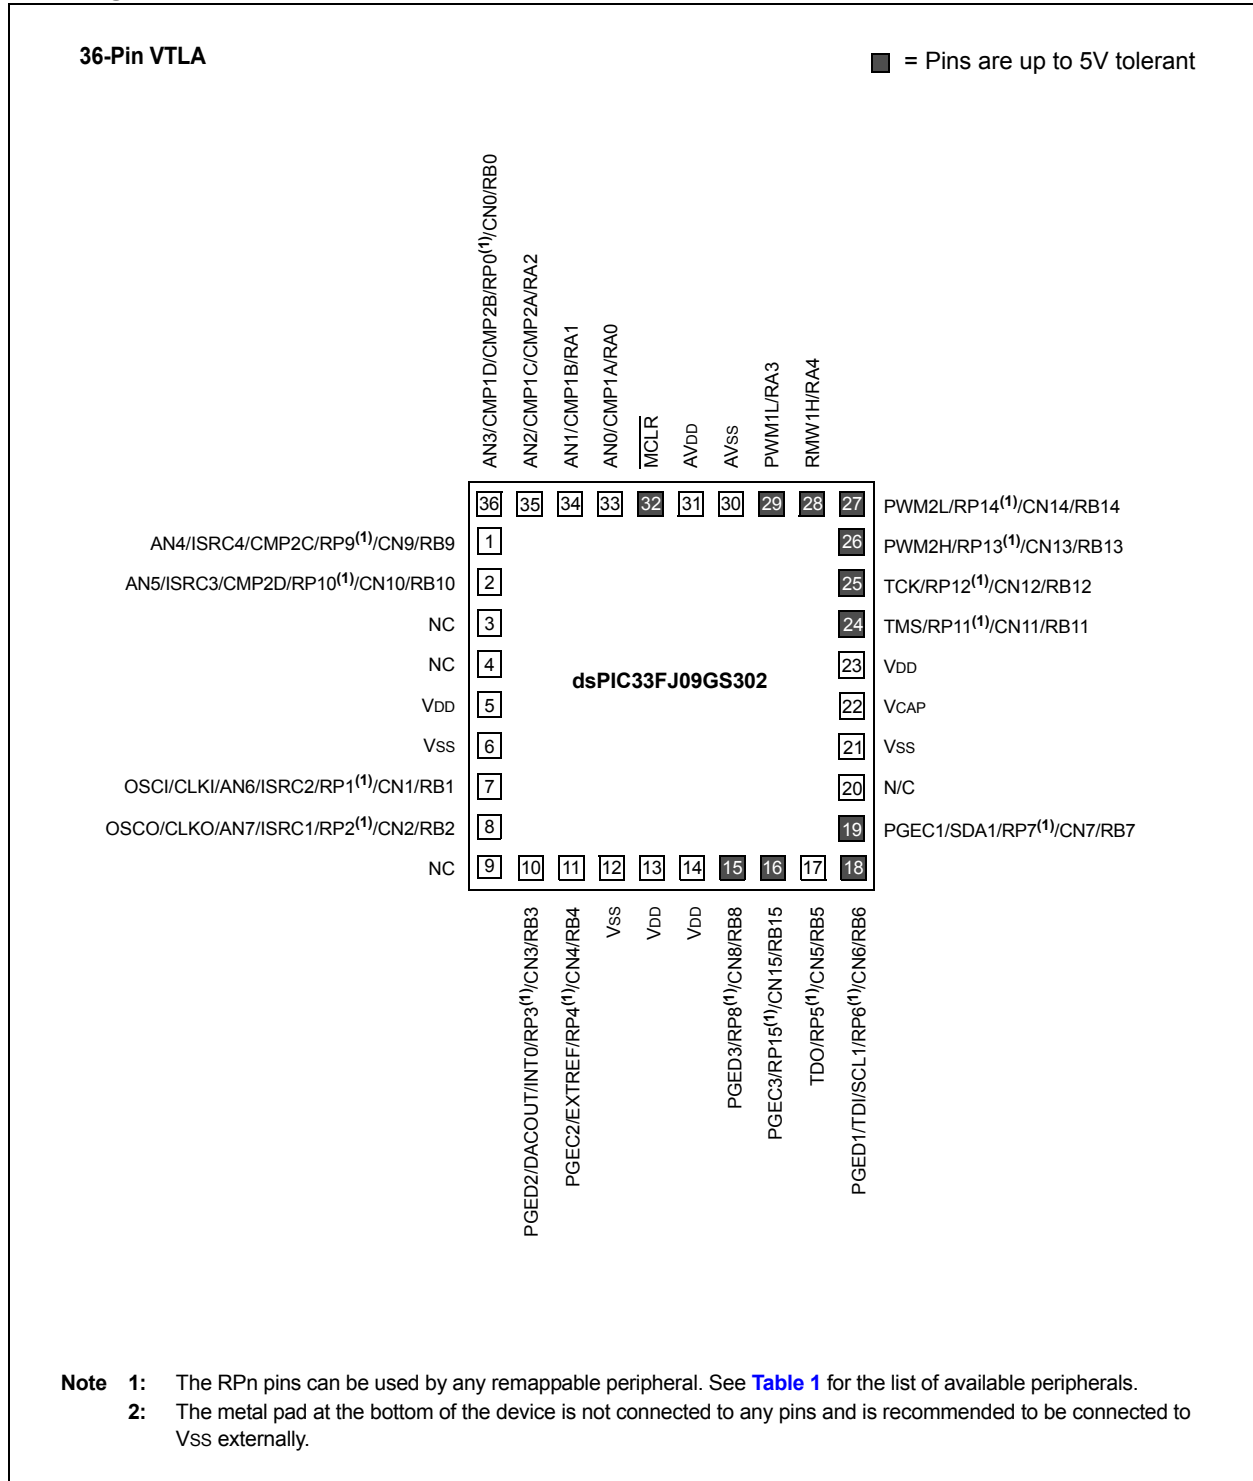 36-Pin VTLA
= Pins are up to 5V tolerant
AN3/CMP1D/CMP2B/RP0(1)/CN0/RB0
AN2/CMP1C/CMP2A/RA2
AN1/CMP1B/RA1
AN0/CMP1A/RA0
MCLR
AVDD
AVSS
PWM1L/RA3
RMW1H/RA4
36 35 34 33 32 31 30 29 28 27 PWM2L/RP14(1)/CN14/RB14
AN4/ISRC4/CMP2C/RP9(1)/CN9/RB9 1 26 PWM2H/RP13(1)/CN13/RB13
AN5/ISRC3/CMP2D/RP10(1)/CN10/RB10 2 25 TCK/RP12(1)/CN12/RB12
NC 3 24 TMS/RP11(1)/CN11/RB11
NC 4 dsPIC33FJ09GS302 23 VDD
VDD 5 22 VCAP
VSS 6 21 VSS
OSCI/CLKI/AN6/ISRC2/RP1(1)/CN1/RB1 7 20 N/C
OSCO/CLKO/AN7/ISRC1/RP2(1)/CN2/RB2 8 19 PGEC1/SDA1/RP7(1)/CN7/RB7
NC 9 10 11 12 13 14 15 16 17 18
PGED2/DACOUT/INT0/RP3(1)/CN3/RB3
PGEC2/EXTREF/RP4(1)/CN4/RB4
VSS
VDD
VDD
PGED3/RP8(1)/CN8/RB8
PGEC3/RP15(1)/CN15/RB15
TDO/RP5(1)/CN5/RB5
PGED1/TDI/SCL1/RP6(1)/CN6/RB6
Note 1: The RPn pins can be used by any remappable peripheral. See Table 1 for the list of available peripherals.
2: The metal pad at the bottom of the device is not connected to any pins and is recommended to be connected to
VSS externally.